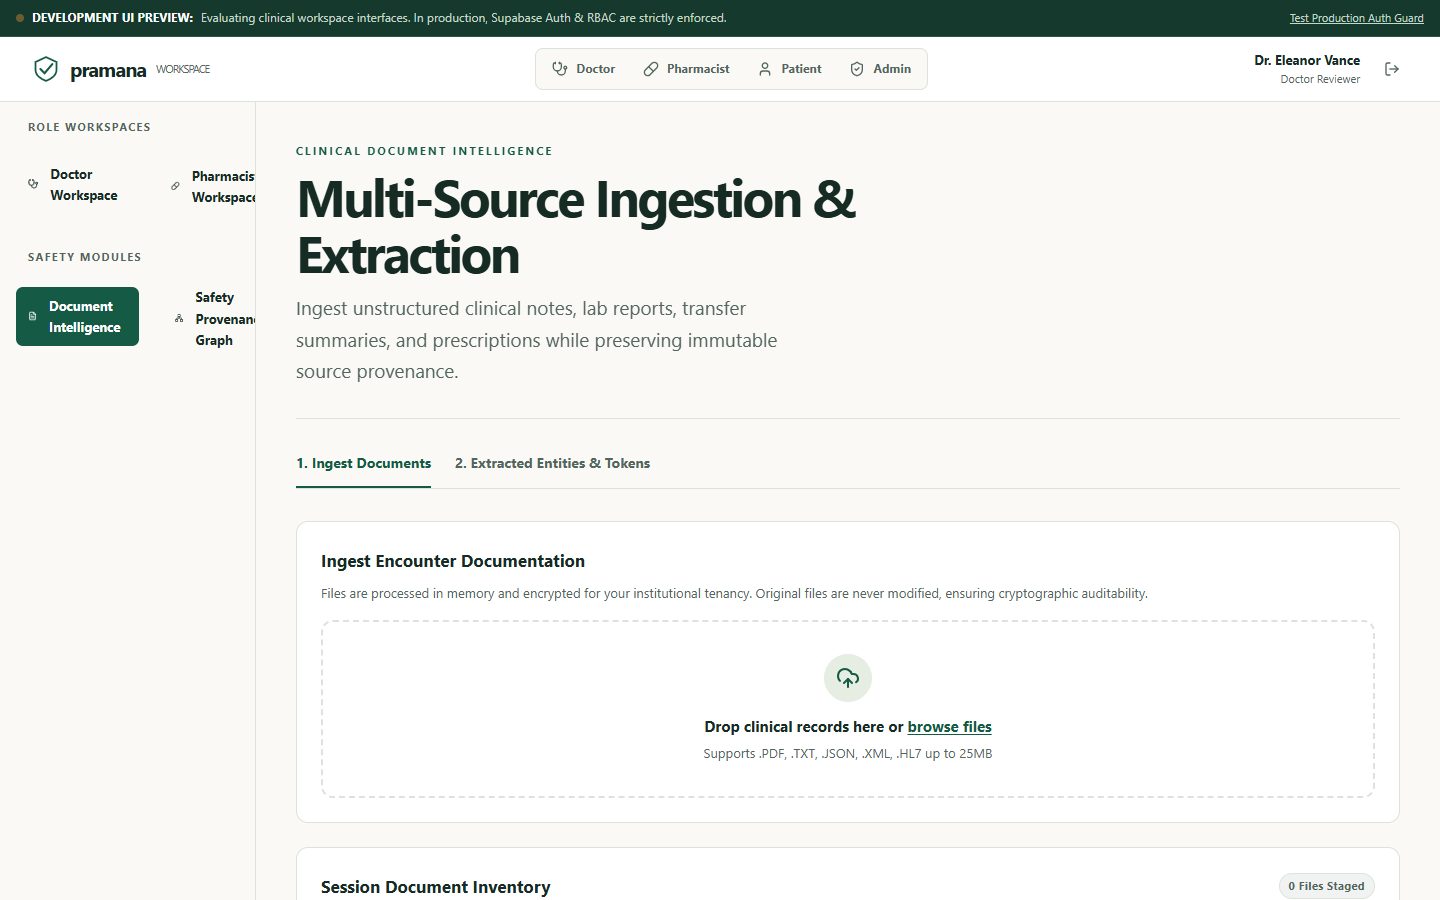 DEVELOPMENT UI PREVIEW: Evaluating clinical workspace interfaces. In production, Supabase Auth & RBAC are strictly enforced.
Test Production Auth Guard
pramana WORKSPACE
Doctor
Pharmacist
Patient
Admin
Dr. Eleanor Vance
Doctor Reviewer
ROLE WORKSPACES
Doctor
Workspace
Pharmacis
Workspace
SAFETY MODULES
Document
Intelligence
Safety
Provenan
Graph
CLINICAL DOCUMENT INTELLIGENCE
Multi-Source Ingestion &
Extraction
Ingest unstructured clinical notes, lab reports, transfer
summaries, and prescriptions while preserving immutable
source provenance.
1. Ingest Documents
2. Extracted Entities & Tokens
Ingest Encounter Documentation
Files are processed in memory and encrypted for your institutional tenancy. Original files are never modified, ensuring cryptographic auditability.
Drop clinical records here or browse files
Supports .PDF, .TXT, .JSON, .XML, .HL7 up to 25MB
Session Document Inventory
0 Files Staged